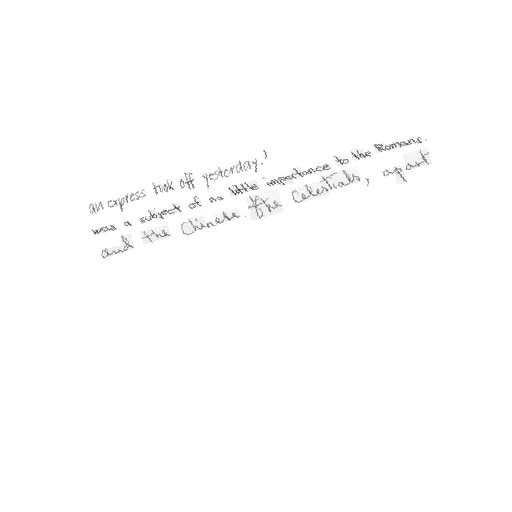 an express took off yesterday.'
was a subject of no little importance to the Romans.
and the Chinese. The Celestials, apart